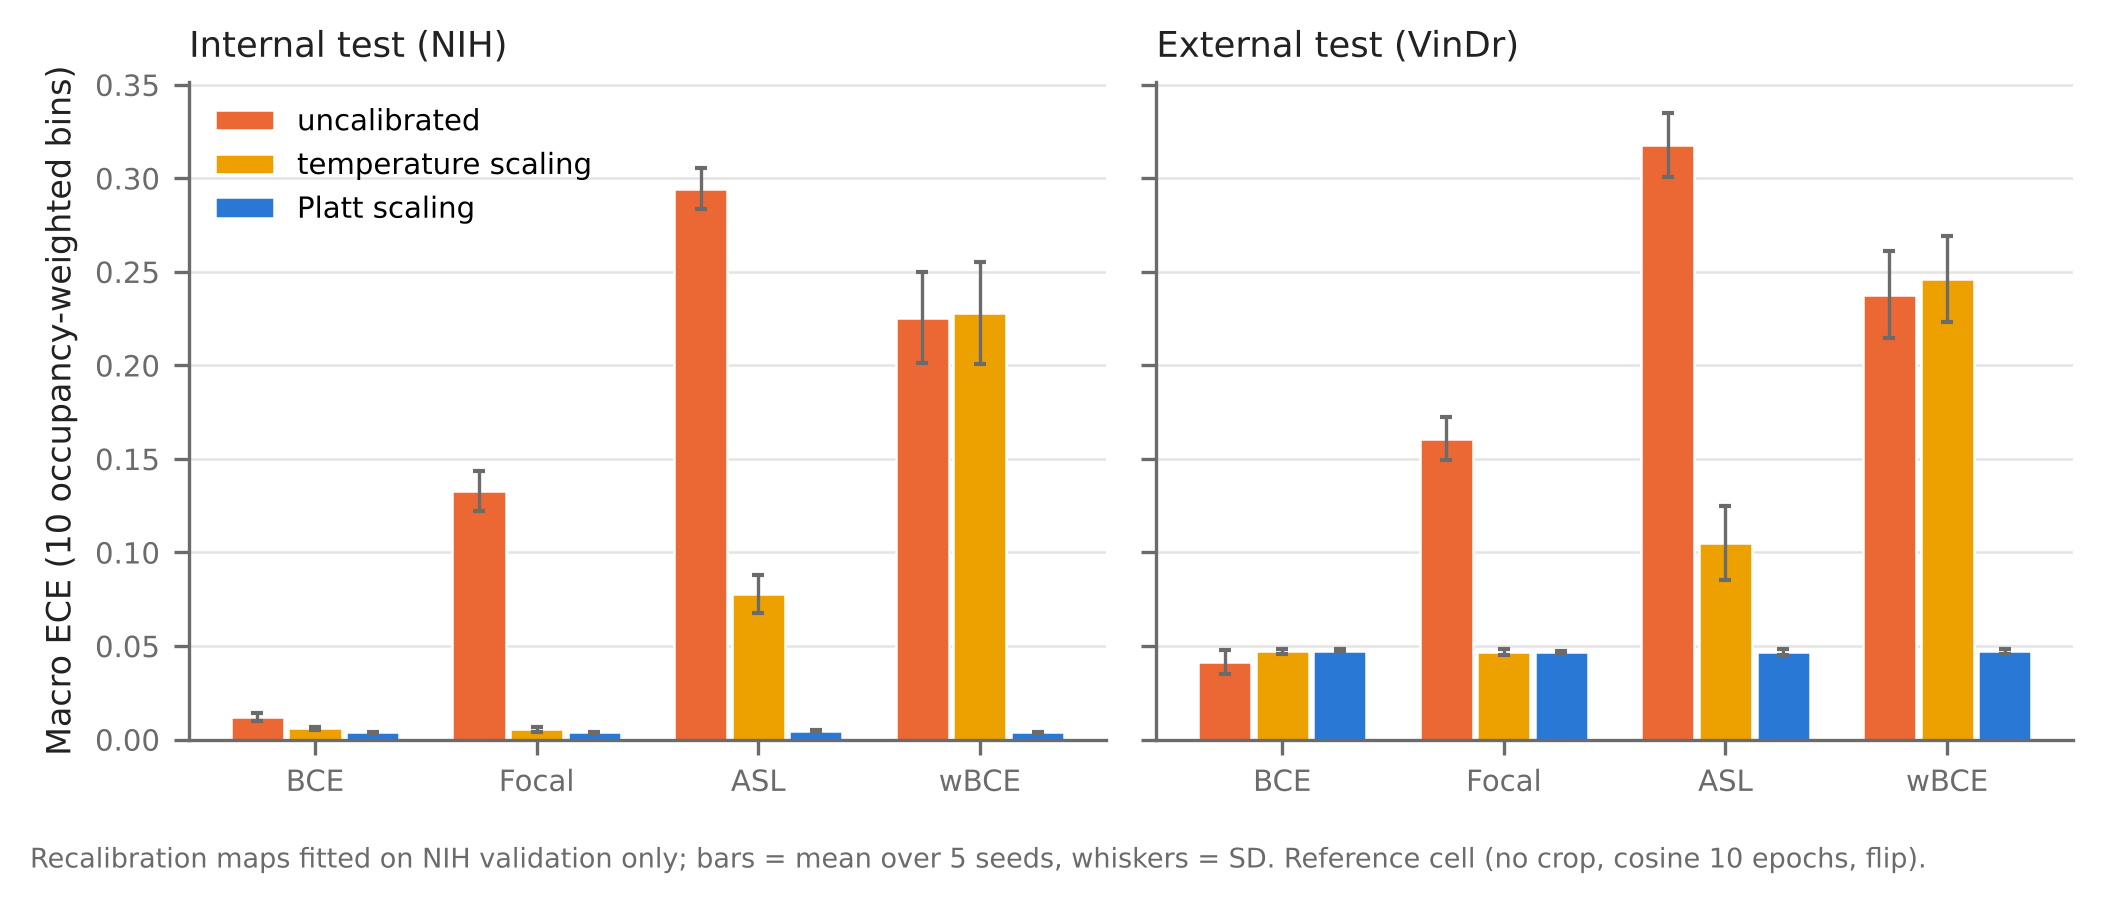 Internal test (NIH)
External test (VinDr)
Macro ECE (10 occupancy-weighted bins)
0.35
0.30
0.25
0.20
0.15
0.10
0.05
0.00
uncalibrated
temperature scaling
Platt scaling
BCE Focal ASL wBCE
BCE Focal ASL wBCE
Recalibration maps fitted on NIH validation only; bars = mean over 5 seeds, whiskers = SD. Reference cell (no crop, cosine 10 epochs, flip).